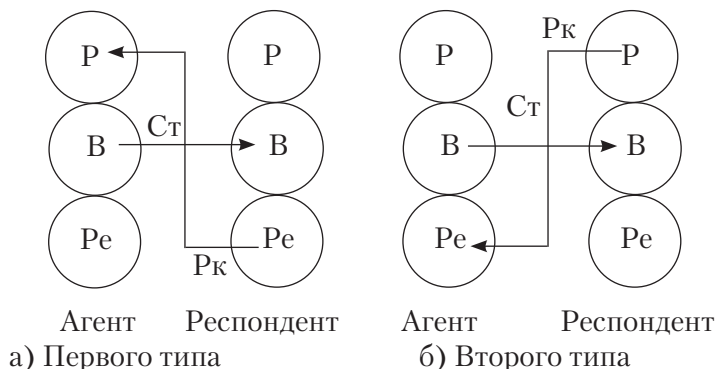 Р Р Рк Р
Ст Ст
В В В В
Ре Ре Ре Ре
Рк
Агент Респондент Агент Респондент
а) Первого типа б) Второго типа